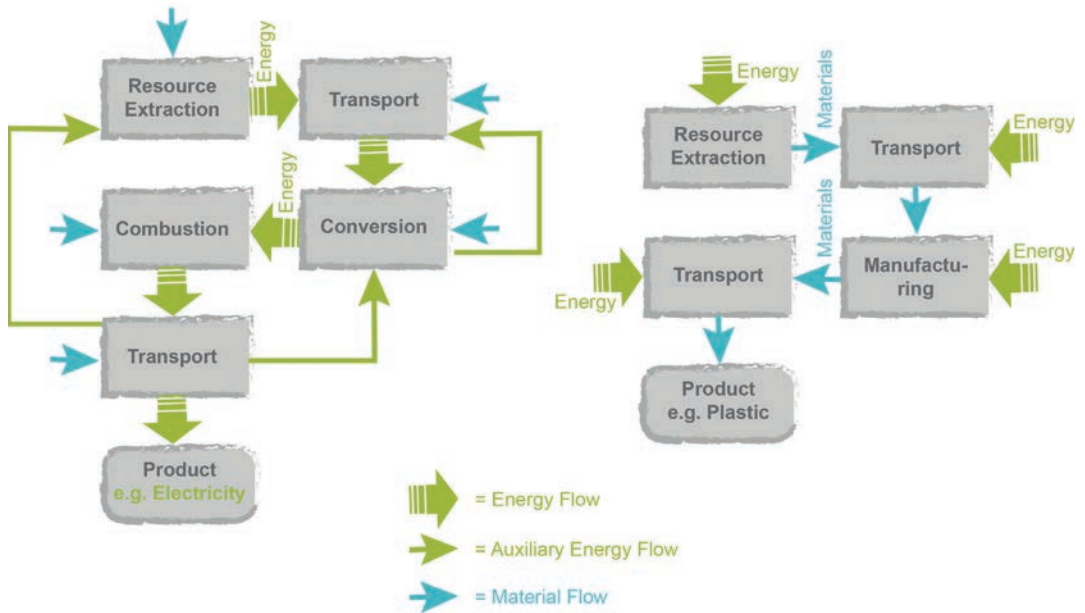 Resource
Extraction
Energy
Transport
Energy
Combustion
Conversion
Transport
Product
e.g. Electricity
Energy
Resource
Extraction
Materials
Transport
Energy
Materials
Energy
Transport
Manufactu-
ring
Energy
Product
e.g. Plastic
= Energy Flow
= Auxiliary Energy Flow
= Material Flow